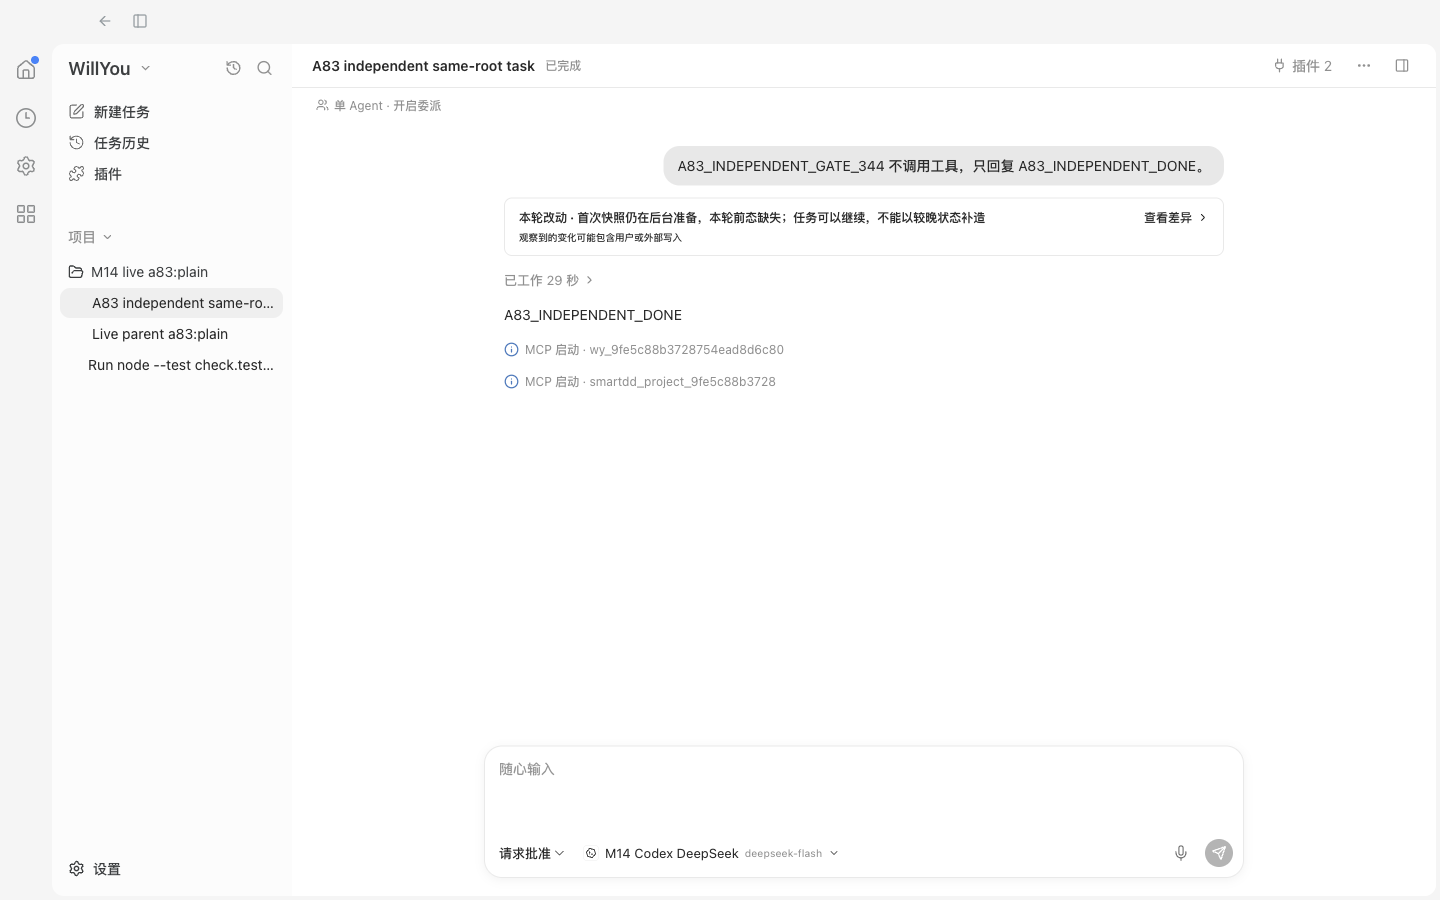 WillYou
新建任务
任务历史
插件
项目
M14 live a83:plain
A83 independent same-ro...
Live parent a83:plain
Run node --test check.test...
设置
A83 independent same-root task 已完成
插件 2
单 Agent · 开启委派
A83_INDEPENDENT_GATE_344 不调用工具，只回复 A83_INDEPENDENT_DONE。
本轮改动 · 首次快照仍在后台准备，本轮前态缺失；任务可以继续，不能以较晚状态补造
查看差异
观察到的变化可能包含用户或外部写入
已工作 29 秒
A83_INDEPENDENT_DONE
MCP 启动 · wy_9fe5c88b3728754ead8d6c80
MCP 启动 · smartdd_project_9fe5c88b3728
随心输入
请求批准
M14 Codex DeepSeek deepseek-flash